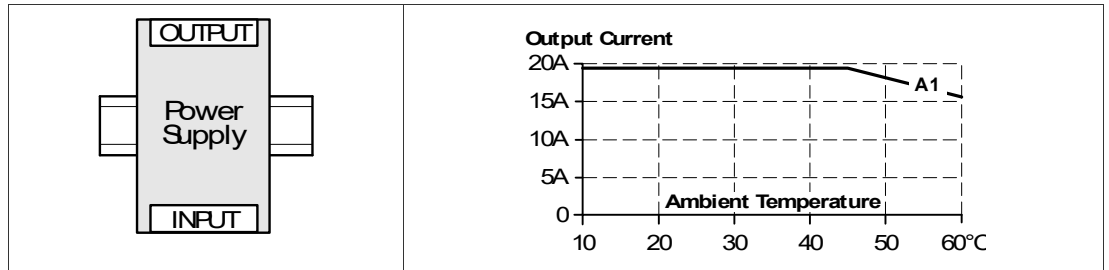 OUTPUT
Power
Supply
INPUT
Output Current
20A
15A
10A
5A
0
A1
Ambient Temperature
10 20 30 40 50 60°C